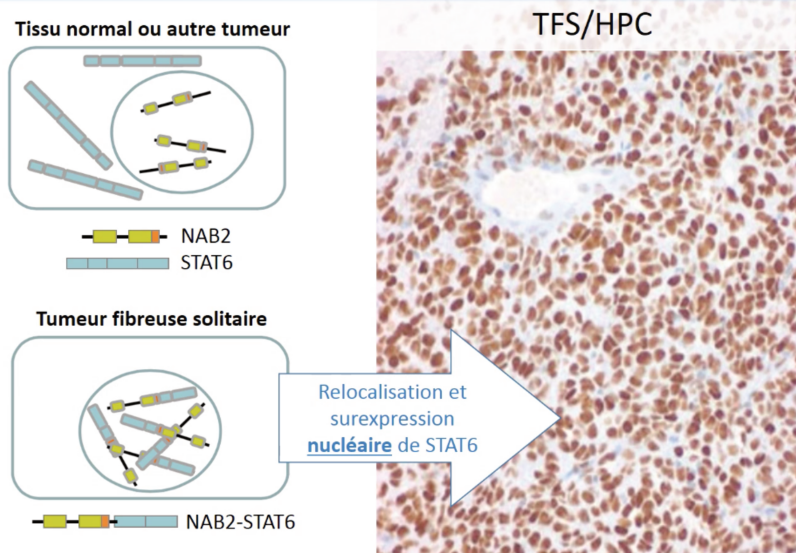 Tissu normal ou autre tumeur
NAB2
STAT6
Tumeur fibreuse solitaire
NAB2-STAT6
TFS/HPC
Relocalisation et
surexpression
nucléaire de STAT6